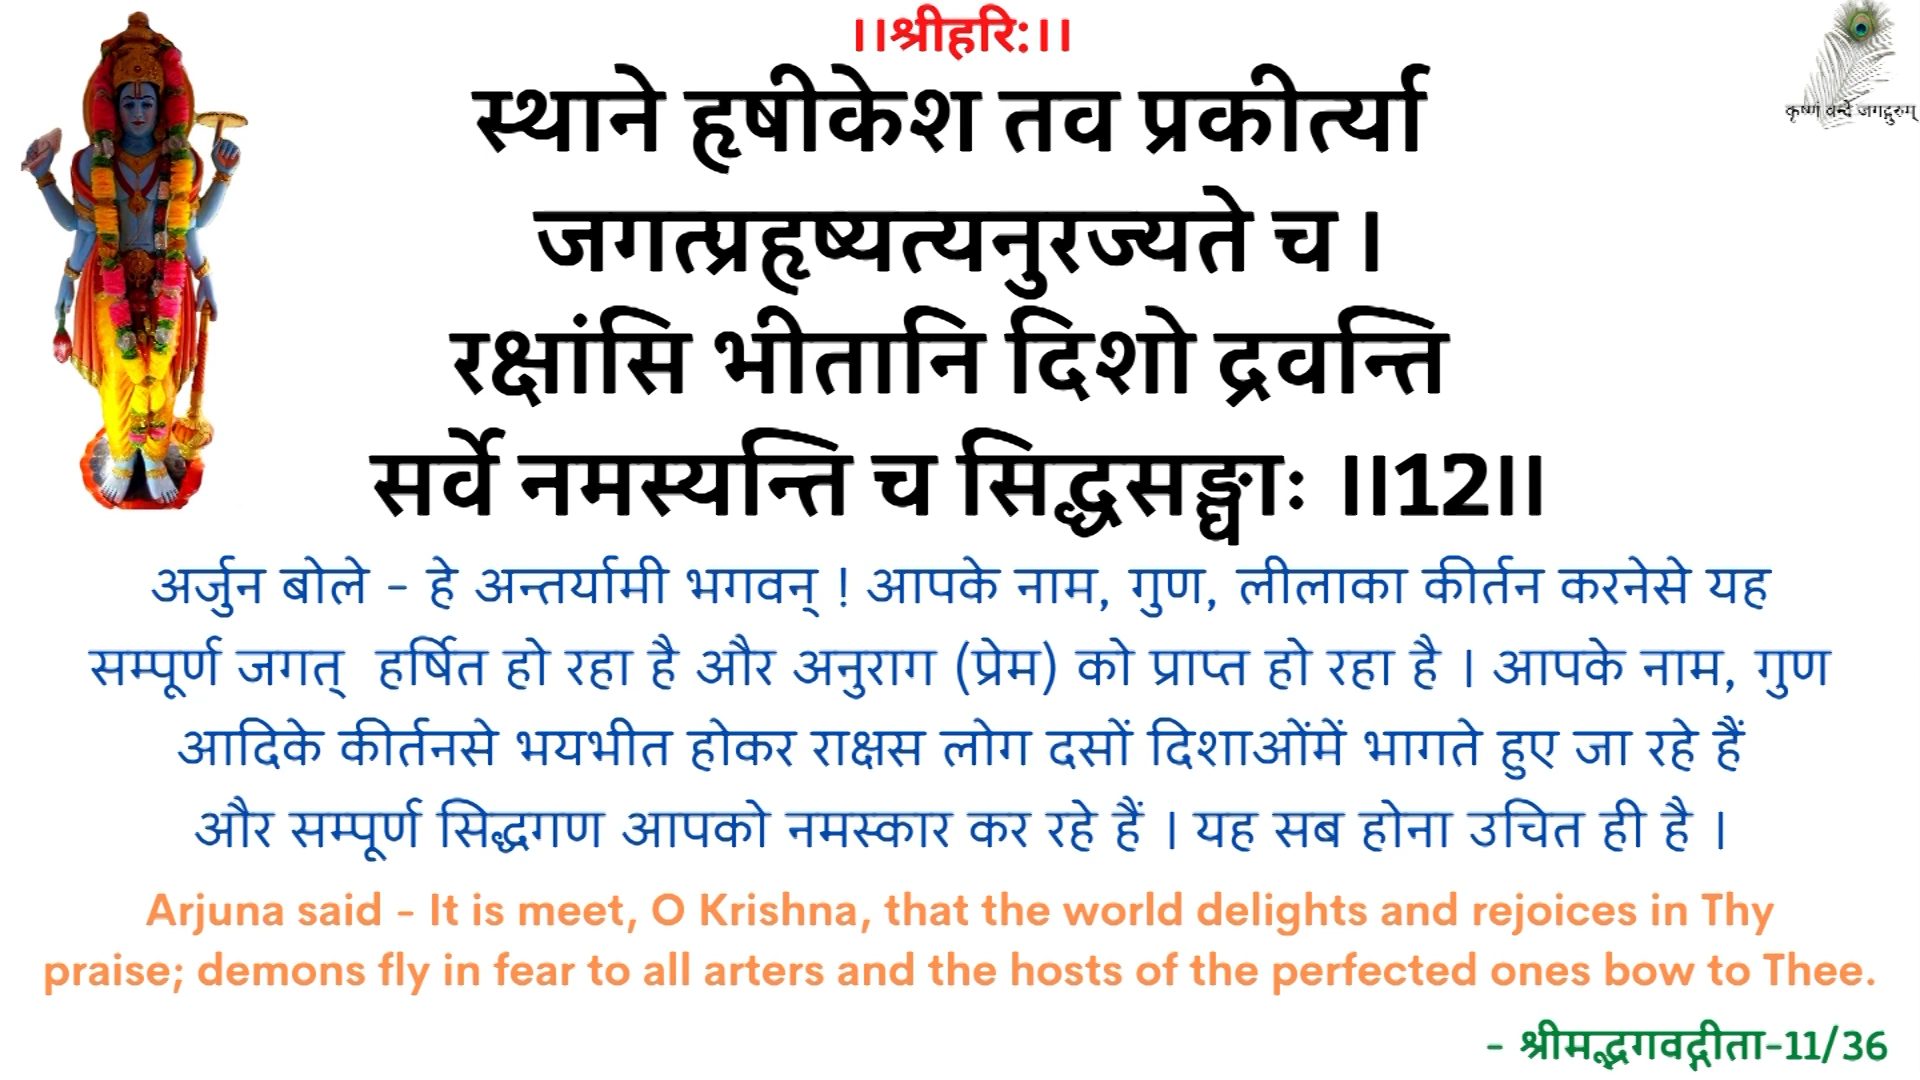 ।।श्रीहरि:।।
कृष्णं वन्दे जगद्गुरुम्
स्थाने हृषीकेश तव प्रकीर्त्या
जगत्प्रहृष्यत्यनुरज्यते च ।
रक्षांसि भीतानि दिशो द्रवन्ति
सर्वे नमस्यन्ति च सिद्धसङ्घाः ।।12।।
अर्जुन बोले - हे अन्तर्यामी भगवन् ! आपके नाम, गुण, लीलाका कीर्तन करनेसे यह
सम्पूर्ण जगत् हर्षित हो रहा है और अनुराग (प्रेम) को प्राप्त हो रहा है । आपके नाम, गुण
आदिके कीर्तनसे भयभीत होकर राक्षस लोग दसों दिशाओंमें भागते हुए जा रहे हैं
और सम्पूर्ण सिद्धगण आपको नमस्कार कर रहे हैं । यह सब होना उचित ही है ।
Arjuna said - It is meet, O Krishna, that the world delights and rejoices in Thy
praise; demons fly in fear to all arters and the hosts of the perfected ones bow to Thee.
- श्रीमद्भगवद्गीता-11/36